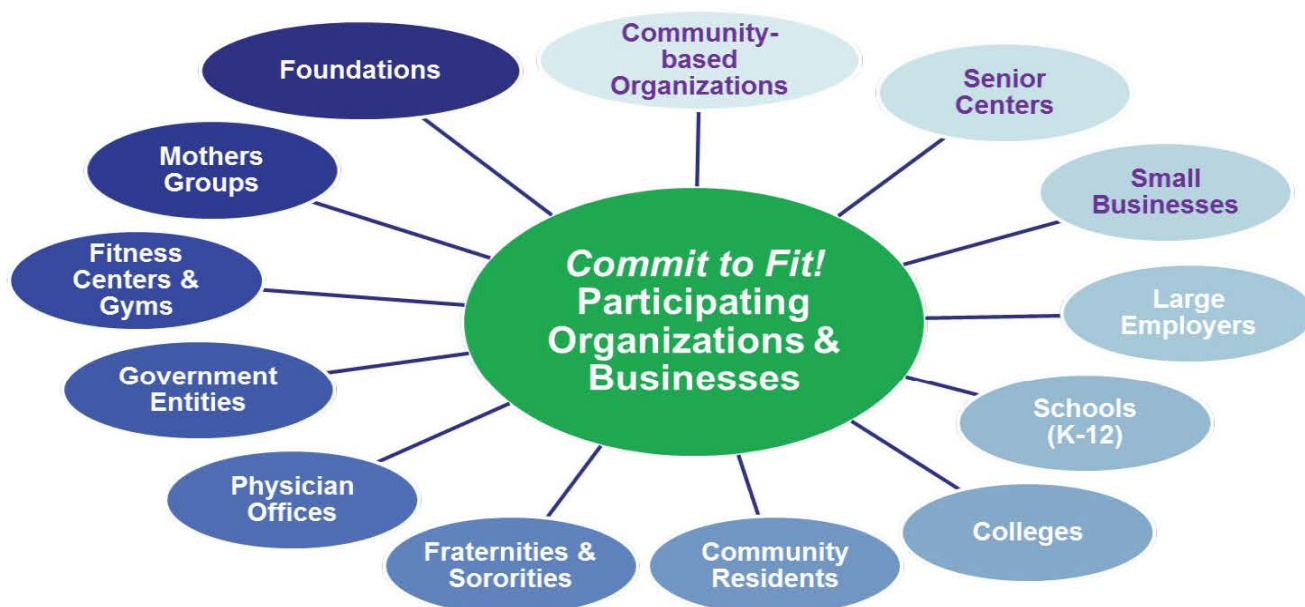 Community-
based
Organizations
Senior
Centers
Small
Businesses
Large
Employers
Schools
(K-12)
Colleges
Community
Residents
Fraternities &
Sororities
Physician
Offices
Government
Entities
Fitness
Centers &
Gyms
Mothers
Groups
Foundations
Commit to Fit!
Participating
Organizations &
Businesses